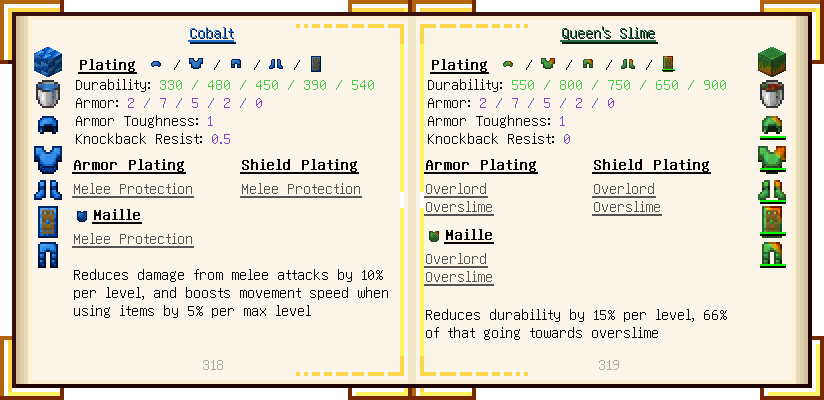 Cobalt
Plating / / / /
Durability: 330 / 480 / 450 / 390 / 540
Armor: 2 / 7 / 5 / 2 / 0
Armor Toughness: 1
Knockback Resist: 0.5
Armor Plating
Melee Protection
Shield Plating
Melee Protection
Maille
Melee Protection
Reduces damage from melee attacks by 10%
per level, and boosts movement speed when
using items by 5% per max level
318
Queen's Slime
Plating / / / /
Durability: 550 / 800 / 750 / 650 / 900
Armor: 2 / 7 / 5 / 2 / 0
Armor Toughness: 1
Knockback Resist: 0
Armor Plating
Overlord
Overslime
Shield Plating
Overlord
Overslime
Maille
Overlord
Overslime
Reduces durability by 15% per level, 66%
of that going towards overslime
319